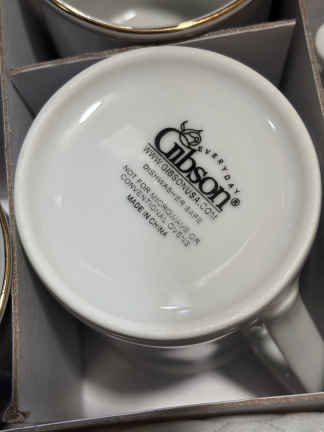 EVERYDAY
Gibson®
WWW.GIBSONUSA.COM
DISHWASHER SAFE
NOT FOR MICROWAVE OR
CONVENTIONAL OVENS
MADE IN CHINA